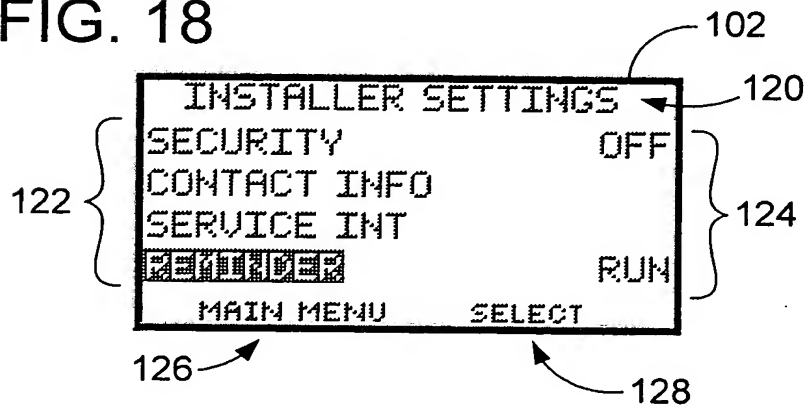 FIG. 18
102
INSTALLER SETTINGS
120
SECURITY OFF
CONTACT INFO
122
124
SERVICE INT
REMINDER RUN
MAIN MENU SELECT
126
128